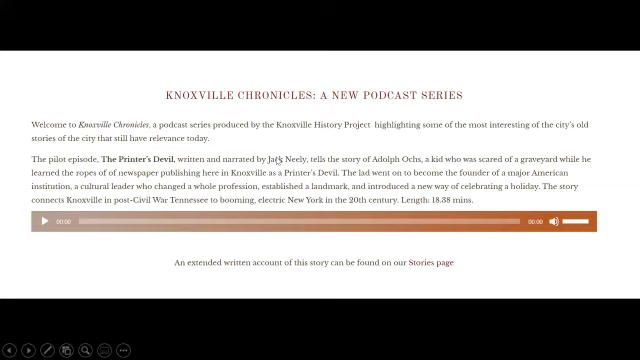 KNOXVILLE CHRONICLES: A NEW PODCAST SERIES
Welcome to Knoxville Chronicles, a podcast series produced by the Knoxville History Project highlighting some of the most interesting of the city's old
stories of the city that still have relevance today.
The pilot episode, The Printer's Devil, written and narrated by Jack Neely, tells the story of Adolph Ochs, a kid who was scared of a graveyard while he
learned the ropes of of newspaper publishing here in Knoxville as a Printer's Devil. The lad went on to become the founder of a major American
institution, a cultural leader who changed a whole profession, established a landmark, and introduced a new way of celebrating a holiday. The story
connects Knoxville in post-Civil War Tennessee to booming, electric New York in the 20th century. Length: 18.38 mins.
00:00 00:00
An extended written account of this story can be found on our Stories page